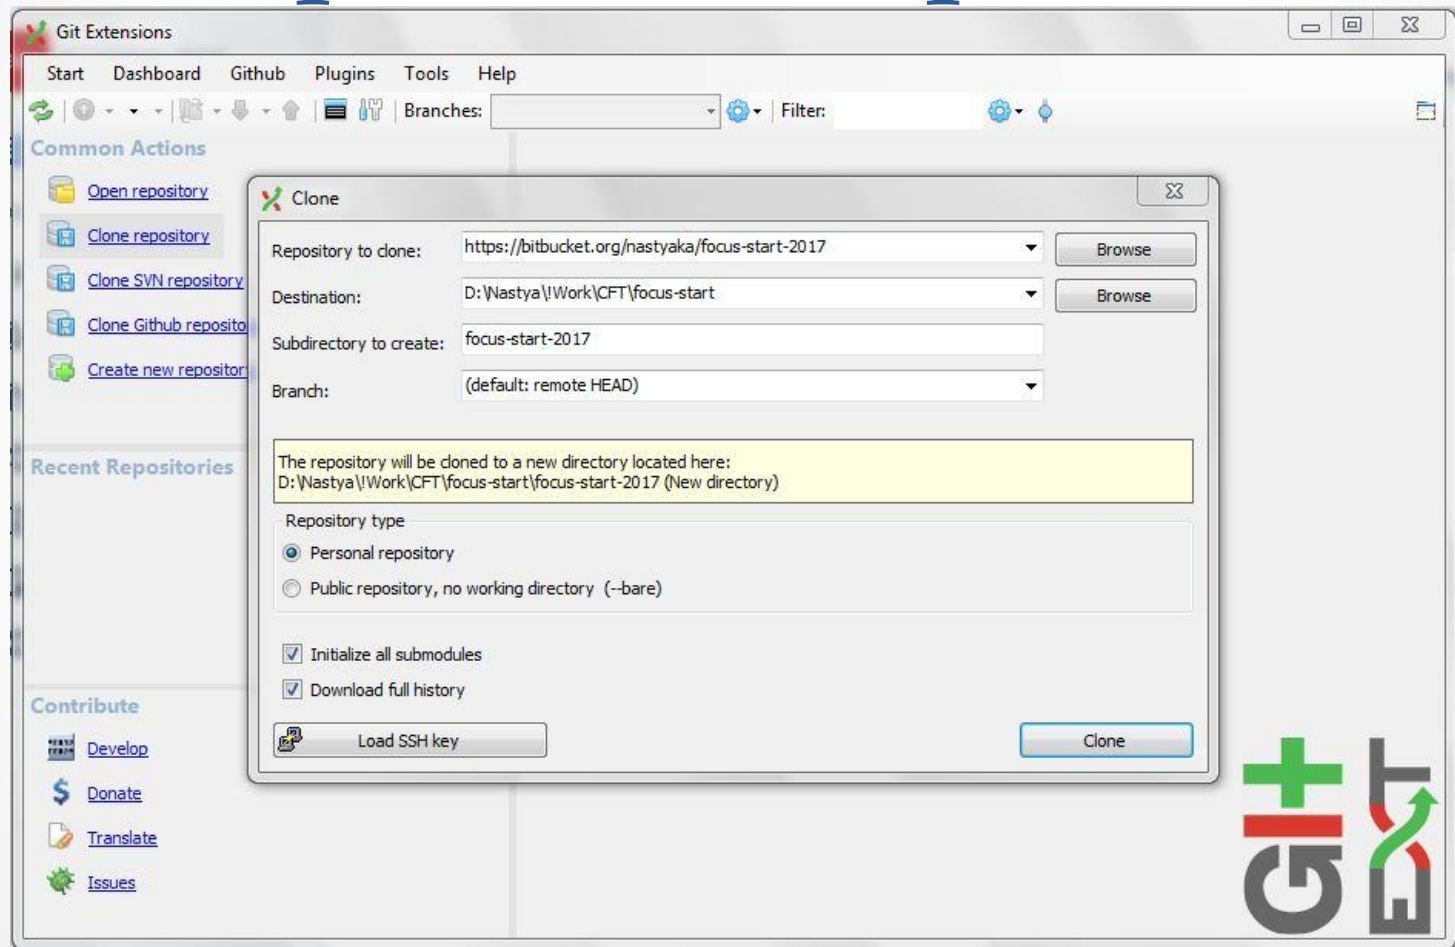 Git Extensions
Start Dashboard Github Plugins Tools Help
Branches: Filter:
Common Actions
Open repository
Clone repository
Clone SVN repository
Clone Github reposito
Create new repositor
Recent Repositories
Contribute
Develop
Donate
Translate
Issues
Clone
Repository to clone: https://bitbucket.org/nastyaka/focus-start-2017 Browse
Destination: D:\Nastya\!Work\CFT\focus-start Browse
Subdirectory to create: focus-start-2017
Branch: (default: remote HEAD)
The repository will be cloned to a new directory located here:
D:\Nastya\!Work\CFT\focus-start\focus-start-2017 (New directory)
Repository type
Personal repository
Public repository, no working directory (--bare)
Initialize all submodules
Download full history
Load SSH key Clone
GIT
EXT